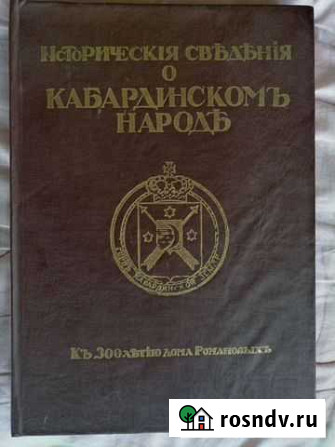 Историческія свѣдѣнія
о
Кабардинскомъ
народѣ
Къ 300 лѣтію дома Романовыхъ
rosndv.ru